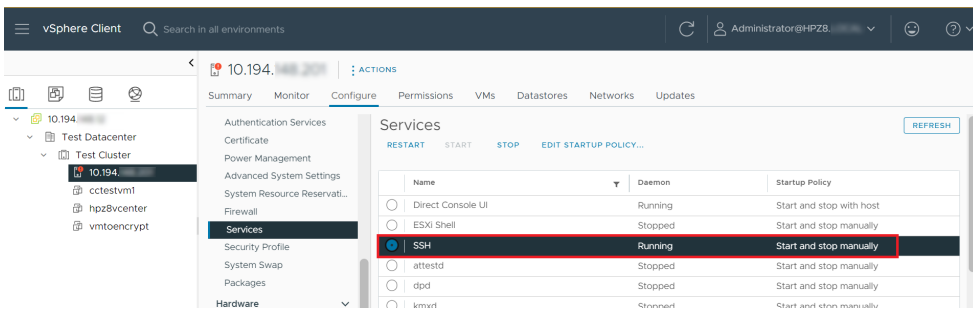 vSphere Client
Search in all environments
Administrator@HPZ8.
10.194.
ACTIONS
Summary Monitor Configure Permissions VMs Datastores Networks Updates
10.194.
Test Datacenter
Test Cluster
10.194.
cctestvm1
hpz8vcenter
vmtoencrypt
Authentication Services
Certificate
Power Management
Advanced System Settings
System Resource Reservati...
Firewall
Services
Security Profile
System Swap
Packages
Hardware
Services
REFRESH
RESTART START STOP EDIT STARTUP POLICY...
Name Daemon Startup Policy
Direct Console UI Running Start and stop with host
ESXi Shell Stopped Start and stop manually
SSH Running Start and stop manually
attestd Stopped Start and stop manually
dpd Stopped Start and stop manually
kmxd Stopped Start and stop manually